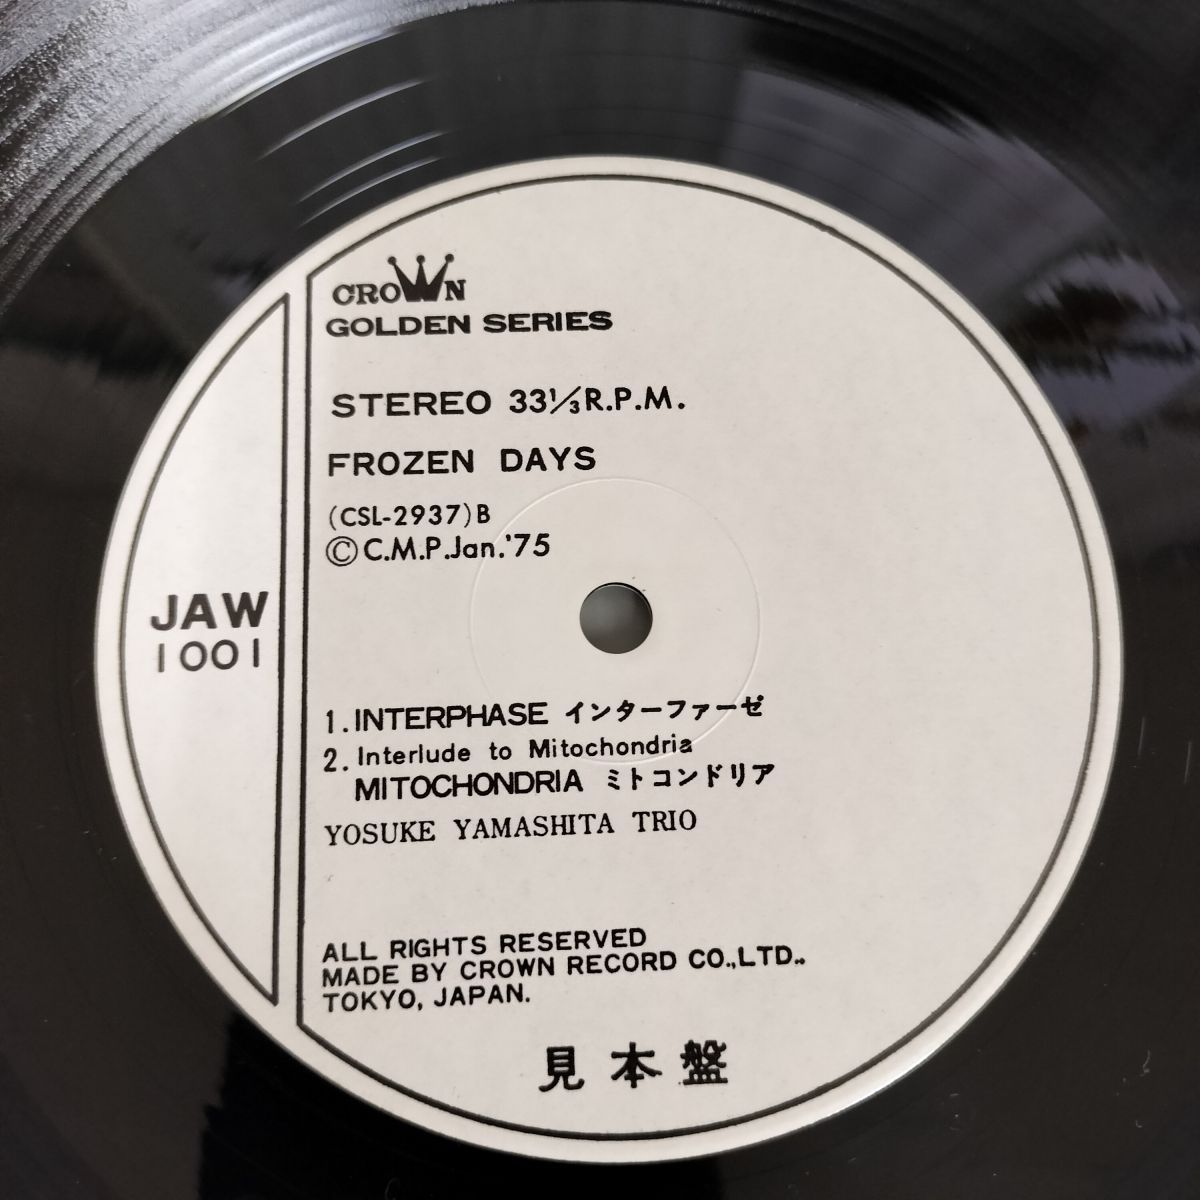 CROWN
GOLDEN SERIES
STEREO 33⅓ R.P.M.
FROZEN DAYS
(CSL-2937) B
Ⓒ C.M.P. Jan.'75
JAW
1001
1. INTERPHASE インターファーゼ
2. Interlude to Mitochondria
MITOCHONDRIA ミトコンドリア
YOSUKE YAMASHITA TRIO
ALL RIGHTS RESERVED
MADE BY CROWN RECORD CO.,LTD.,
TOKYO, JAPAN.
見本盤